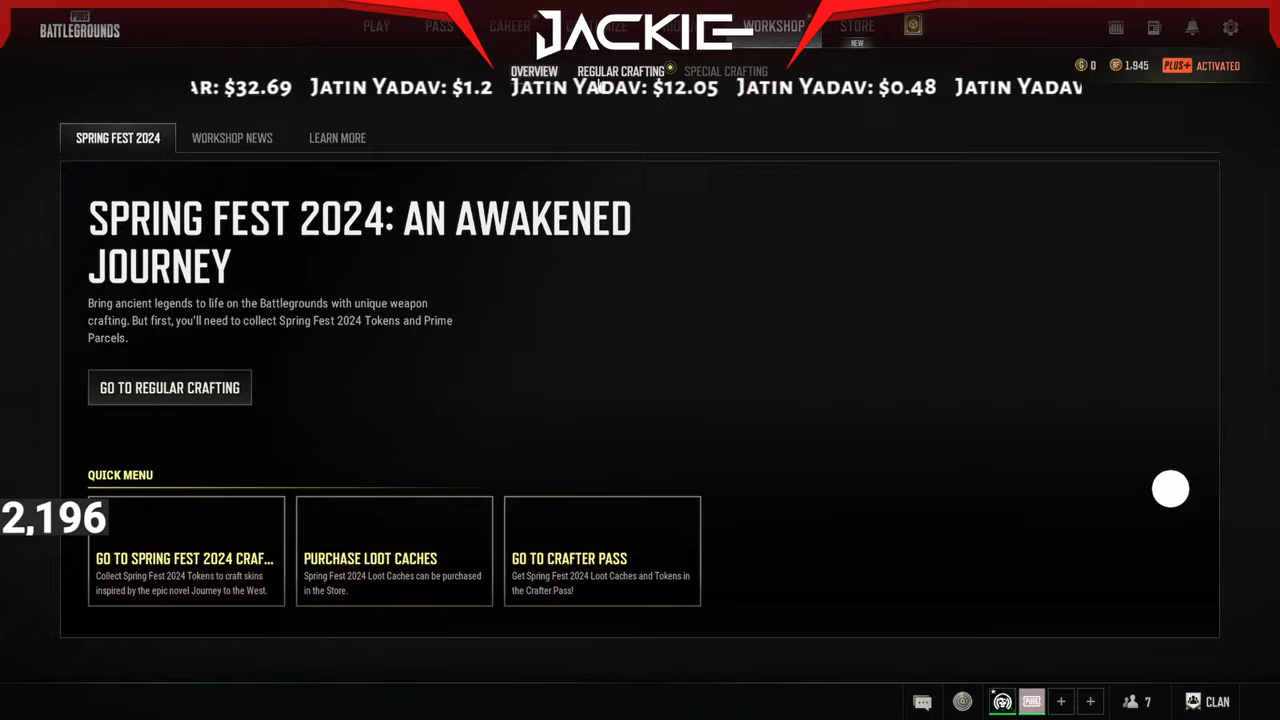 PUBG
BATTLEGROUNDS
PLAY
PASS
CAREER
JACKIE
WORKSHOP
STORE
NEW
OVERVIEW
REGULAR CRAFTING
SPECIAL CRAFTING
G 0
BP 1,945
PLUS+ ACTIVATED
AR: $32.69 Jatin Yadav: $1.2 Jatin Yadav: $12.05 Jatin Yadav: $0.48 Jatin Yadav
SPRING FEST 2024
WORKSHOP NEWS
LEARN MORE
SPRING FEST 2024: AN AWAKENED
JOURNEY
Bring ancient legends to life on the Battlegrounds with unique weapon
crafting. But first, you'll need to collect Spring Fest 2024 Tokens and Prime
Parcels.
GO TO REGULAR CRAFTING
QUICK MENU
2,196
GO TO SPRING FEST 2024 CRAF...
Collect Spring Fest 2024 Tokens to craft skins
inspired by the epic novel Journey to the West.
PURCHASE LOOT CACHES
Spring Fest 2024 Loot Caches can be purchased
in the Store.
GO TO CRAFTER PASS
Get Spring Fest 2024 Loot Caches and Tokens in
the Crafter Pass!
PUBG
7
CLAN